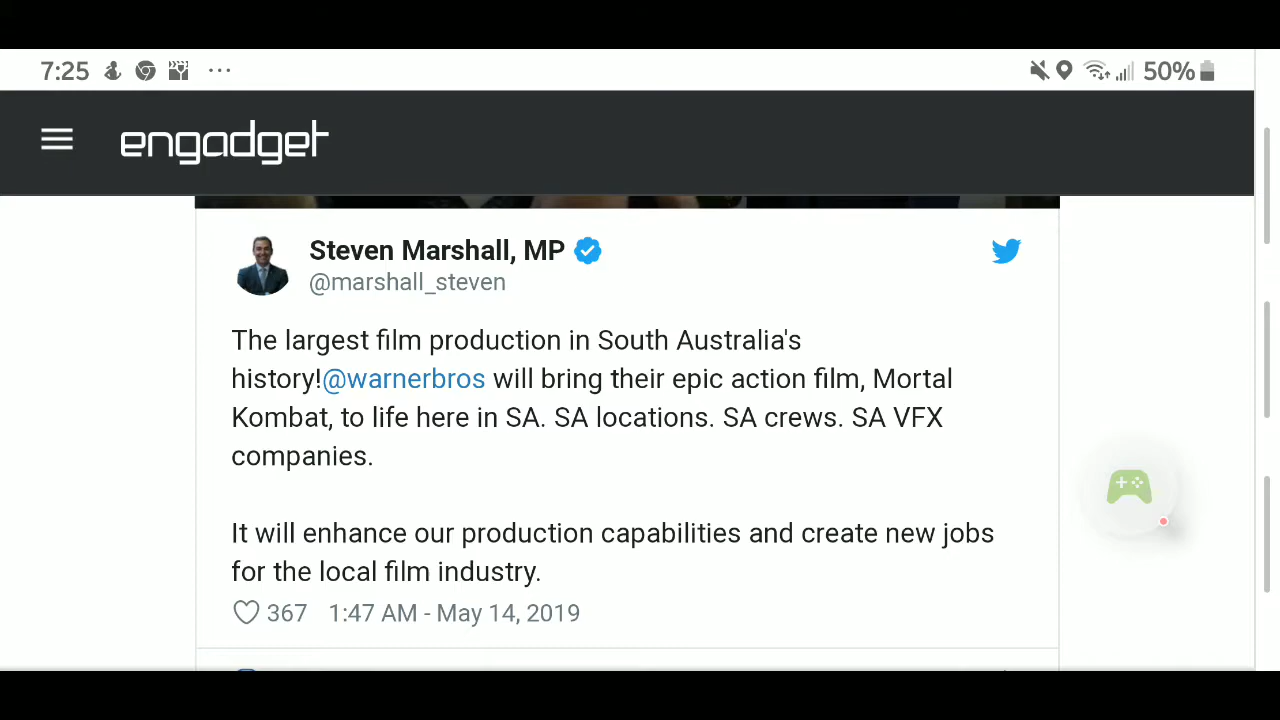 7:25 ... 50%
engadget
Steven Marshall, MP
@marshall_steven
The largest film production in South Australia's
history!@warnerbros will bring their epic action film, Mortal
Kombat, to life here in SA. SA locations. SA crews. SA VFX
companies.
It will enhance our production capabilities and create new jobs
for the local film industry.
367 1:47 AM - May 14, 2019